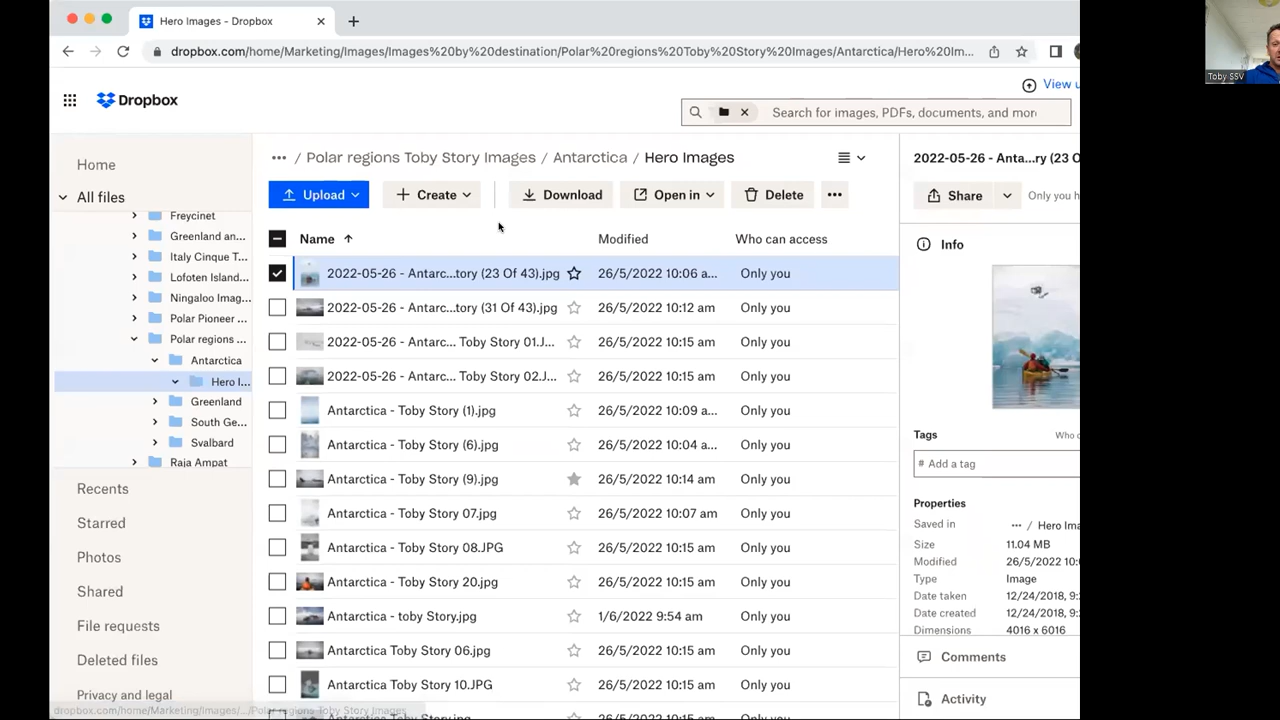 Hero Images - Dropbox
dropbox.com/home/Marketing/Images/Images%20by%20destination/Polar%20regions%20Toby%20Story%20Images/Antarctica/Hero%20Im...
Toby SSV
Dropbox
View u
Search for images, PDFs, documents, and mor
Home
All files
Freycinet
Greenland an...
Italy Cinque T...
Lofoten Island...
Ningaloo Imag...
Polar Pioneer ...
Polar regions ...
Antarctica
Hero I...
Greenland
South Ge...
Svalbard
Raja Ampat
Recents
Starred
Photos
Shared
File requests
Deleted files
Privacy and legal
dropbox.com/home/Marketing/Images/.../Polar regions Toby Story Images
... / Polar regions Toby Story Images / Antarctica / Hero Images
Upload
Create
Download
Open in
Delete
Name Modified Who can access
2022-05-26 - Antarc...tory (23 Of 43).jpg 26/5/2022 10:06 a... Only you
2022-05-26 - Antarc...tory (31 Of 43).jpg 26/5/2022 10:12 am Only you
2022-05-26 - Antarc... Toby Story 01.J... 26/5/2022 10:15 am Only you
2022-05-26 - Antarc... Toby Story 02.J... 26/5/2022 10:15 am Only you
Antarctica - Toby Story (1).jpg 26/5/2022 10:09 a... Only you
Antarctica - Toby Story (6).jpg 26/5/2022 10:04 a... Only you
Antarctica - Toby Story (9).jpg 26/5/2022 10:14 am Only you
Antarctica - Toby Story 07.jpg 26/5/2022 10:07 am Only you
Antarctica - Toby Story 08.JPG 26/5/2022 10:15 am Only you
Antarctica - Toby Story 20.jpg 26/5/2022 10:15 am Only you
Antarctica - toby Story.jpg 1/6/2022 9:54 am Only you
Antarctica Toby Story 06.jpg 26/5/2022 10:15 am Only you
Antarctica Toby Story 10.JPG 26/5/2022 10:15 am Only you
2022-05-26 - Anta...ry (23 O
Share
Only you h
Info
Tags
Who c
# Add a tag
Properties
Saved in ... / Hero Ima
Size 11.04 MB
Modified 26/5/2022 10:0
Type Image
Date taken 12/24/2018, 9:
Date created 12/24/2018, 9:
Dimensions 4016 x 6016
Comments
Activity